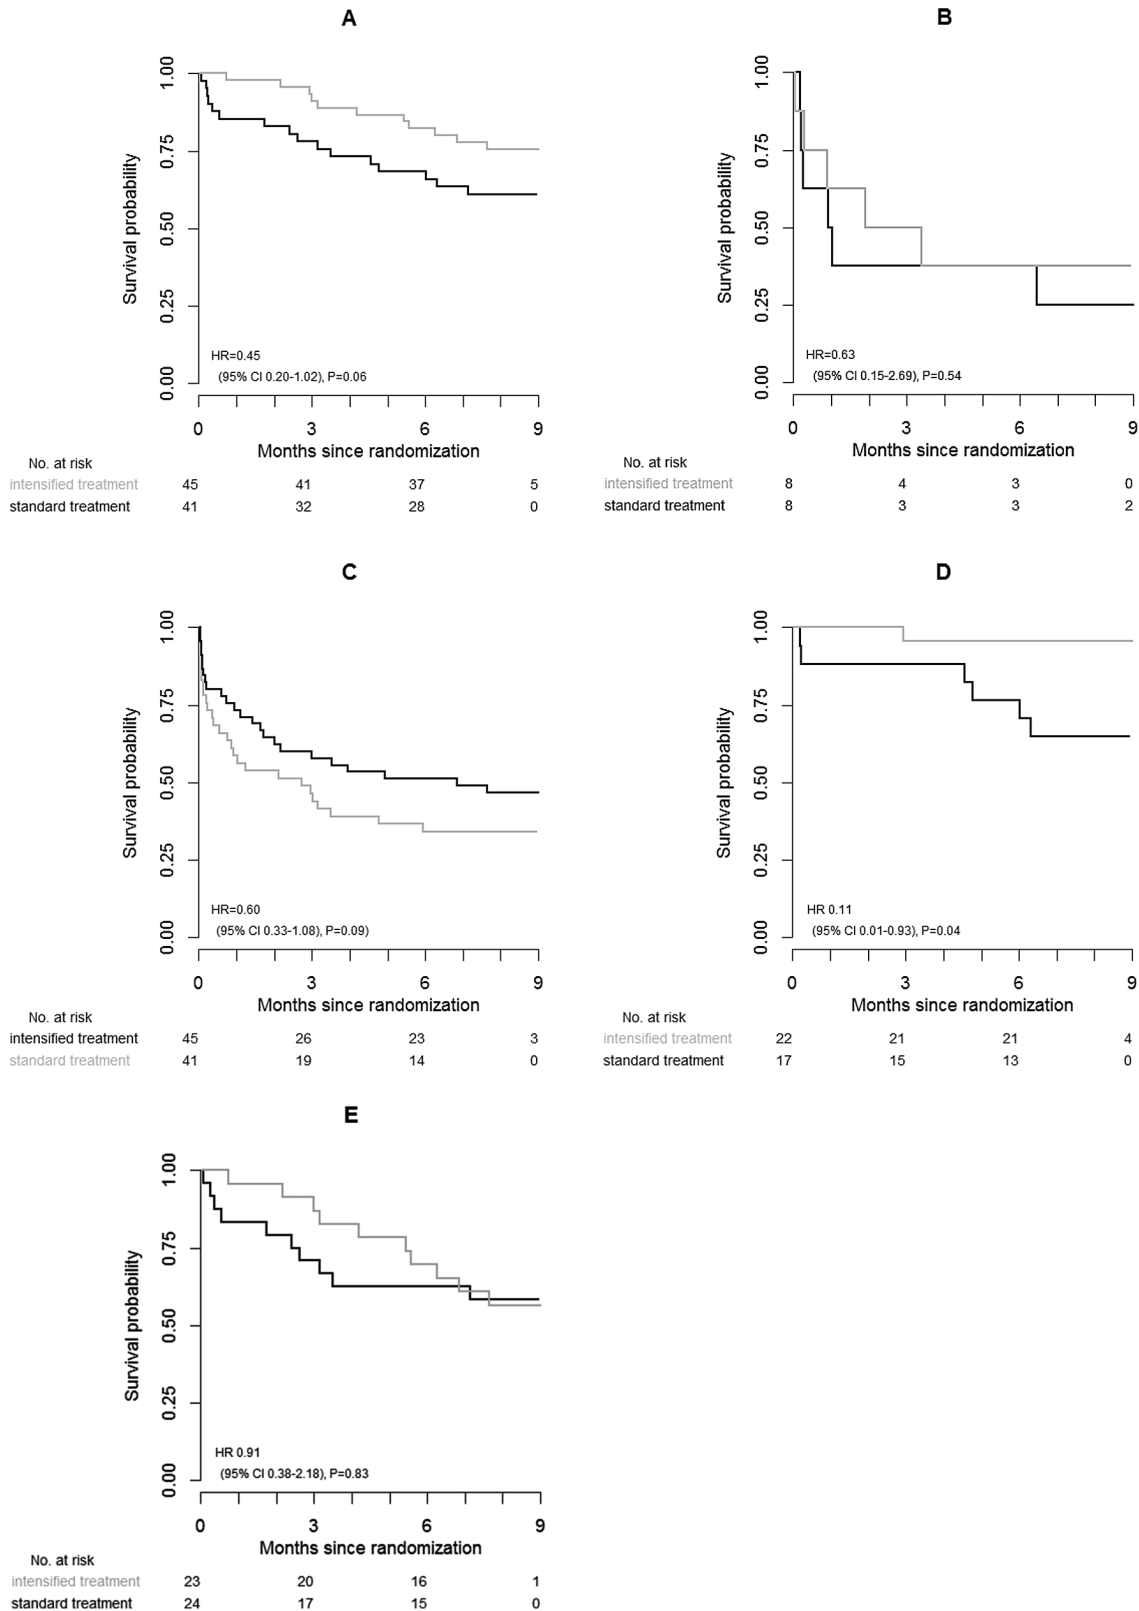 A
Survival probability
1.00
0.75
0.50
0.25
0.00
HR=0.45
(95% CI 0.20-1.02), P=0.06
0 3 6 9
Months since randomization
No. at risk
intensified treatment 45 41 37 5
standard treatment 41 32 28 0
B
Survival probability
1.00
0.75
0.50
0.25
0.00
HR=0.63
(95% CI 0.15-2.69), P=0.54
0 3 6 9
Months since randomization
No. at risk
intensified treatment 8 4 3 0
standard treatment 8 3 3 2
C
Survival probability
1.00
0.75
0.50
0.25
0.00
HR=0.60
(95% CI 0.33-1.08), P=0.09)
0 3 6 9
Months since randomization
No. at risk
intensified treatment 45 26 23 3
standard treatment 41 19 14 0
D
Survival probability
1.00
0.75
0.50
0.25
0.00
HR 0.11
(95% CI 0.01-0.93), P=0.04
0 3 6 9
Months since randomization
No. at risk
intensified treatment 22 21 21 4
standard treatment 17 15 13 0
E
Survival probability
1.00
0.75
0.50
0.25
0.00
HR 0.91
(95% CI 0.38-2.18), P=0.83
0 3 6 9
Months since randomization
No. at risk
intensified treatment 23 20 16 1
standard treatment 24 17 15 0